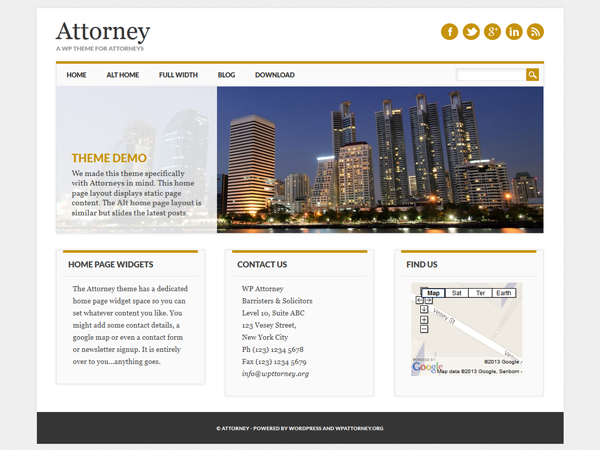 Attorney
A WP THEME FOR ATTORNEYS
HOME ALT HOME FULL WIDTH BLOG DOWNLOAD
THEME DEMO
We made this theme specifically
with Attorneys in mind. This home
page layout displays static page
content. The Alt home page layout is
similar but slides the latest posts
HOME PAGE WIDGETS
The Attorney theme has a dedicated
home page widget space so you can
set whatever content you like. You
might add some contact details, a
google map or even a contact form
or newsletter signup. It is entirely
over to you...anything goes.
CONTACT US
WP Attorney
Barristers & Solicitors
Level 10, Suite ABC
123 Vesey Street,
New York City
Ph (123) 1234 5678
Fax (123) 1234 5679
info@wpttorney.org
FIND US
Map Sat Ter Earth
Vesey St
Vesey
POWERED BY
Google
©2013 Google -
Map data ©2013 Google, Sanborn -
© ATTORNEY - POWERED BY WORDPRESS AND WPATTORNEY.ORG